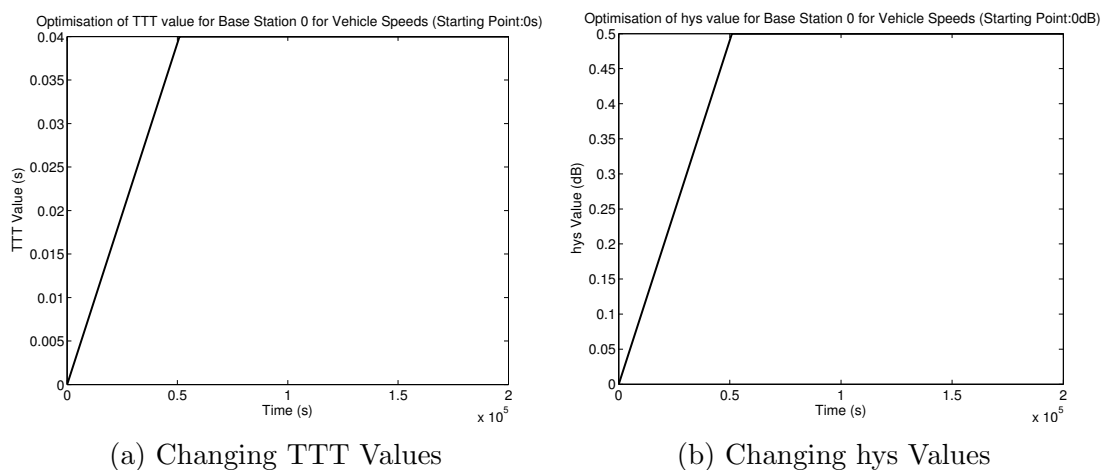 Optimisation of TTT value for Base Station 0 for Vehicle Speeds (Starting Point:0s)
0.04
0.035
0.03
0.025
0.02
0.015
0.01
0.005
0
TTT Value (s)
0 0.5 1 1.5 2
Time (s)
x 10^5
(a) Changing TTT Values
Optimisation of hys value for Base Station 0 for Vehicle Speeds (Starting Point:0dB)
0.5
0.45
0.4
0.35
0.3
0.25
0.2
0.15
0.1
0.05
0
hys Value (dB)
0 0.5 1 1.5 2
Time (s)
x 10^5
(b) Changing hys Values